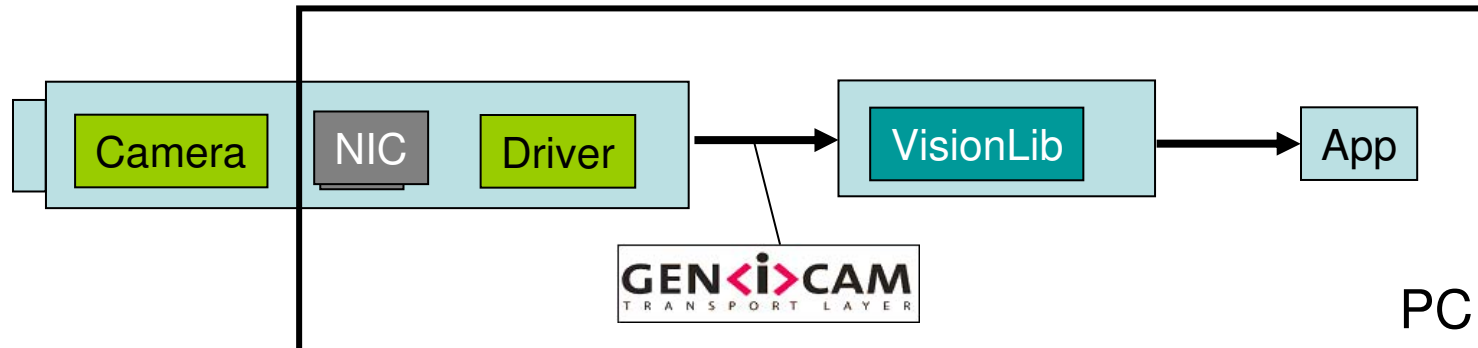 Camera
NIC
Driver
VisionLib
App
GEN<i>CAM
TRANSPORT LAYER
PC